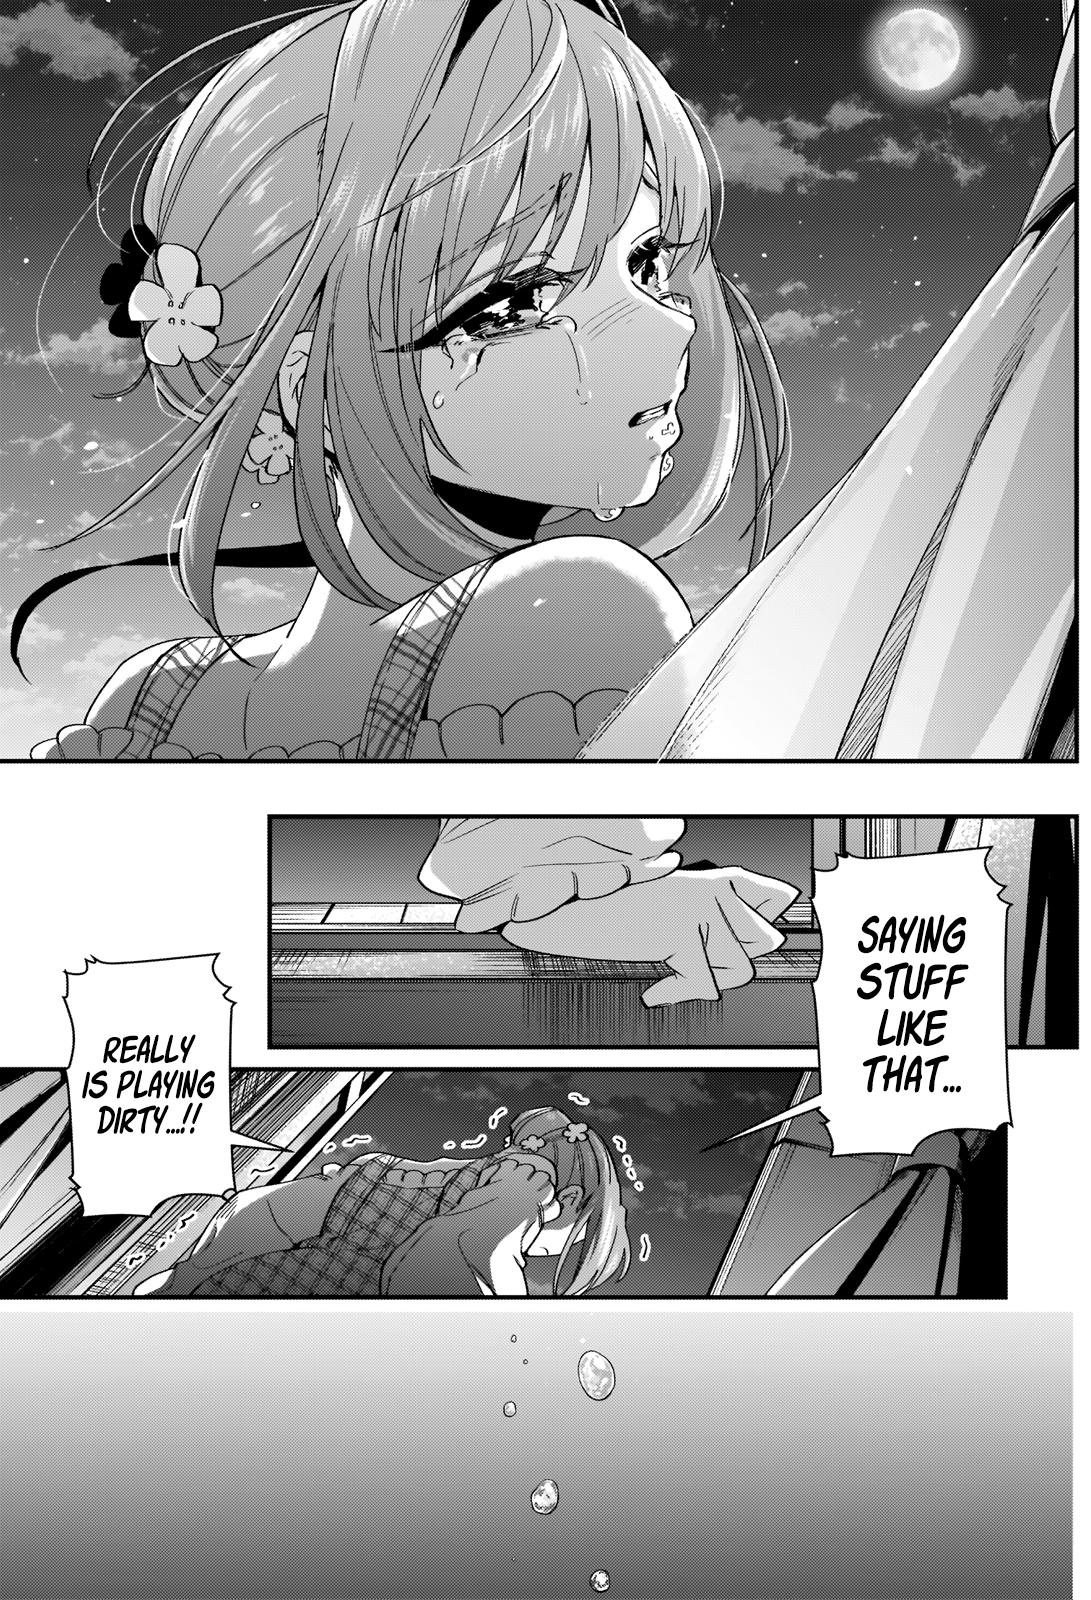 SAYING
STUFF
LIKE
THAT...
REALLY
IS PLAYING
DIRTY...!!